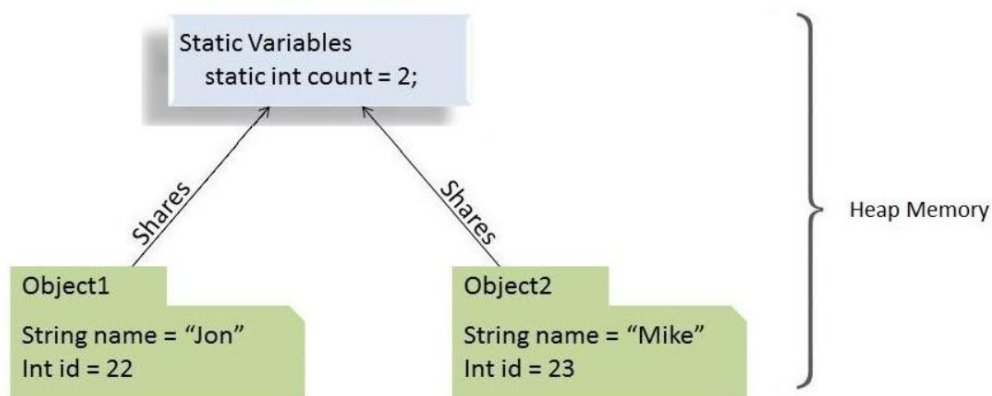 Static Variables
static int count = 2;
Shares
Shares
Heap Memory
Object1
String name = “Jon”
Int id = 22
Object2
String name = “Mike”
Int id = 23